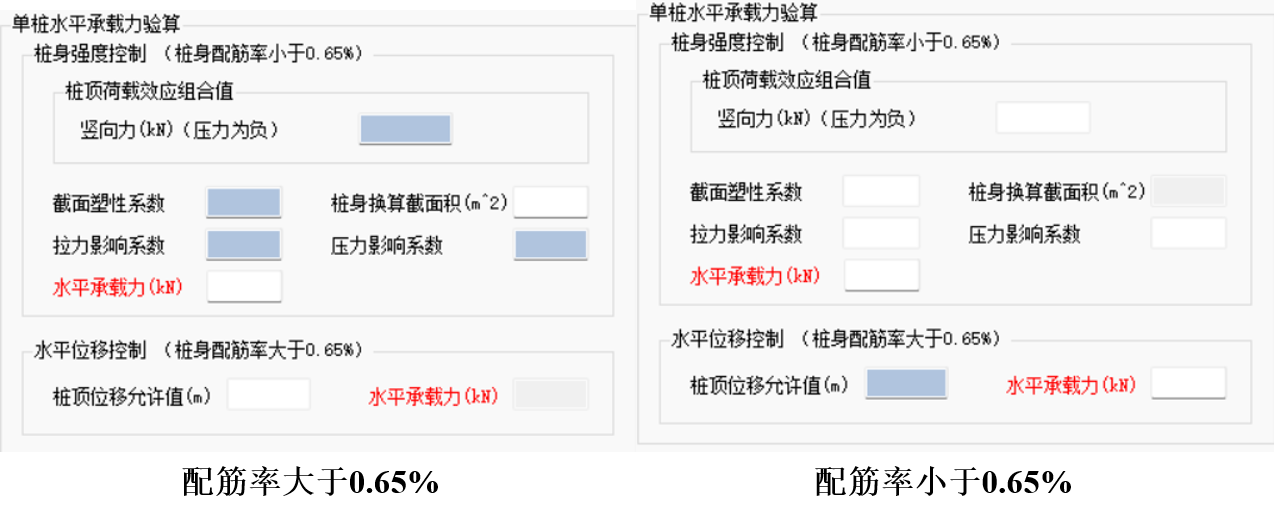 单桩水平承载力验算
桩身强度控制 （桩身配筋率小于0.65%）
桩顶荷载效应组合值
竖向力(kN)（压力为负）
截面塑性系数
桩身换算截面积(m^2)
拉力影响系数
压力影响系数
水平承载力(kN)
水平位移控制 （桩身配筋率大于0.65%）
桩顶位移允许值(m)
水平承载力(kN)
配筋率大于0.65%
单桩水平承载力验算
桩身强度控制 （桩身配筋率小于0.65%）
桩顶荷载效应组合值
竖向力(kN)（压力为负）
截面塑性系数
桩身换算截面积(m^2)
拉力影响系数
压力影响系数
水平承载力(kN)
水平位移控制 （桩身配筋率大于0.65%）
桩顶位移允许值(m)
水平承载力(kN)
配筋率小于0.65%